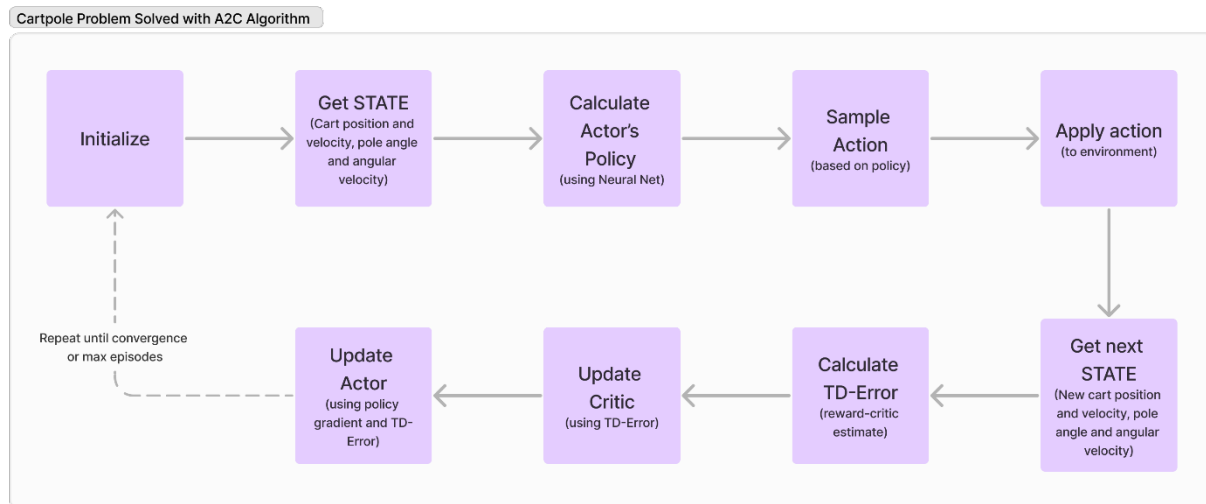 Cartpole Problem Solved with A2C Algorithm
Initialize
Get STATE
(Cart position and
velocity, pole angle
and angular
velocity)
Calculate
Actor's
Policy
(using Neural Net)
Sample
Action
(based on policy)
Apply action
(to environment)
Get next
STATE
(New cart position
and velocity, pole
angle and angular
velocity)
Calculate
TD-Error
(reward-critic
estimate)
Update
Critic
(using TD-Error)
Update
Actor
(using policy
gradient and TD-
Error)
Repeat until convergence
or max episodes